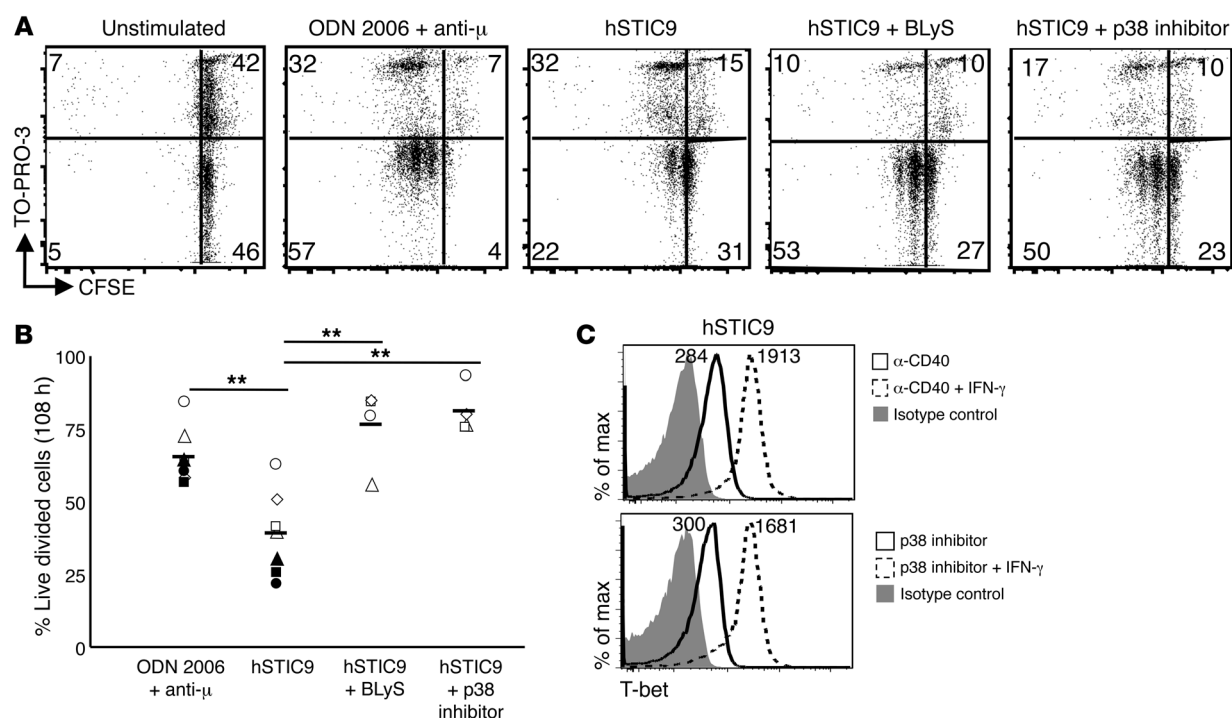 A
Unstimulated
ODN 2006 + anti-μ
hSTIC9
hSTIC9 + BLyS
hSTIC9 + p38 inhibitor
7 42
32 7
32 15
10 10
17 10
5 46
57 4
22 31
53 27
50 23
TO-PRO-3
CFSE
B
% Live divided cells (108 h)
100
75
50
25
0
**
**
**
ODN 2006
+ anti-μ
hSTIC9
hSTIC9
+ BLyS
hSTIC9
+ p38
inhibitor
C
hSTIC9
284 1913
% of max
α-CD40
α-CD40 + IFN-γ
Isotype control
300 1681
% of max
p38 inhibitor
p38 inhibitor + IFN-γ
Isotype control
T-bet